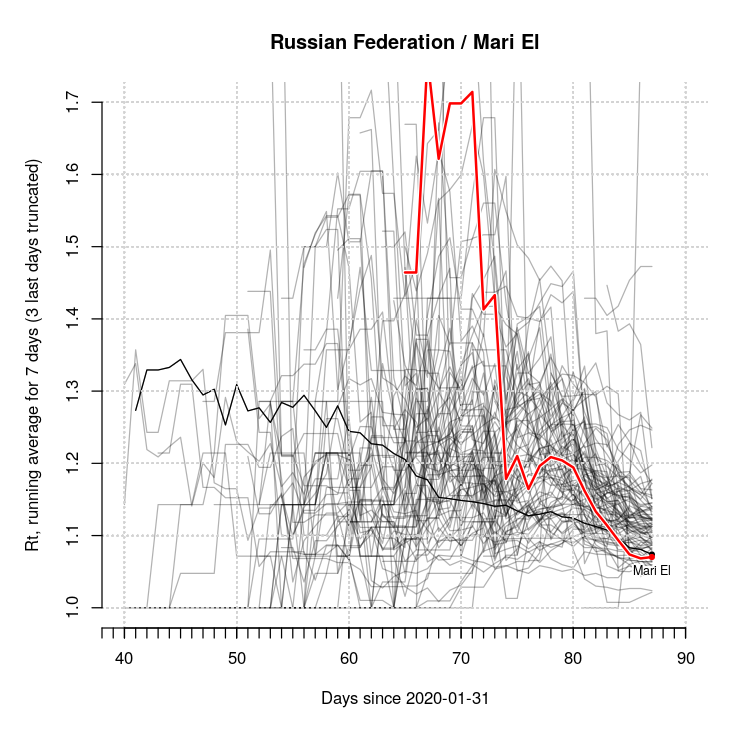 Russian Federation / Mari El
Rt, running average for 7 days (3 last days truncated)
1.7
1.6
1.5
1.4
1.3
1.2
1.1
1.0
Mari El
40 50 60 70 80 90
Days since 2020-01-31